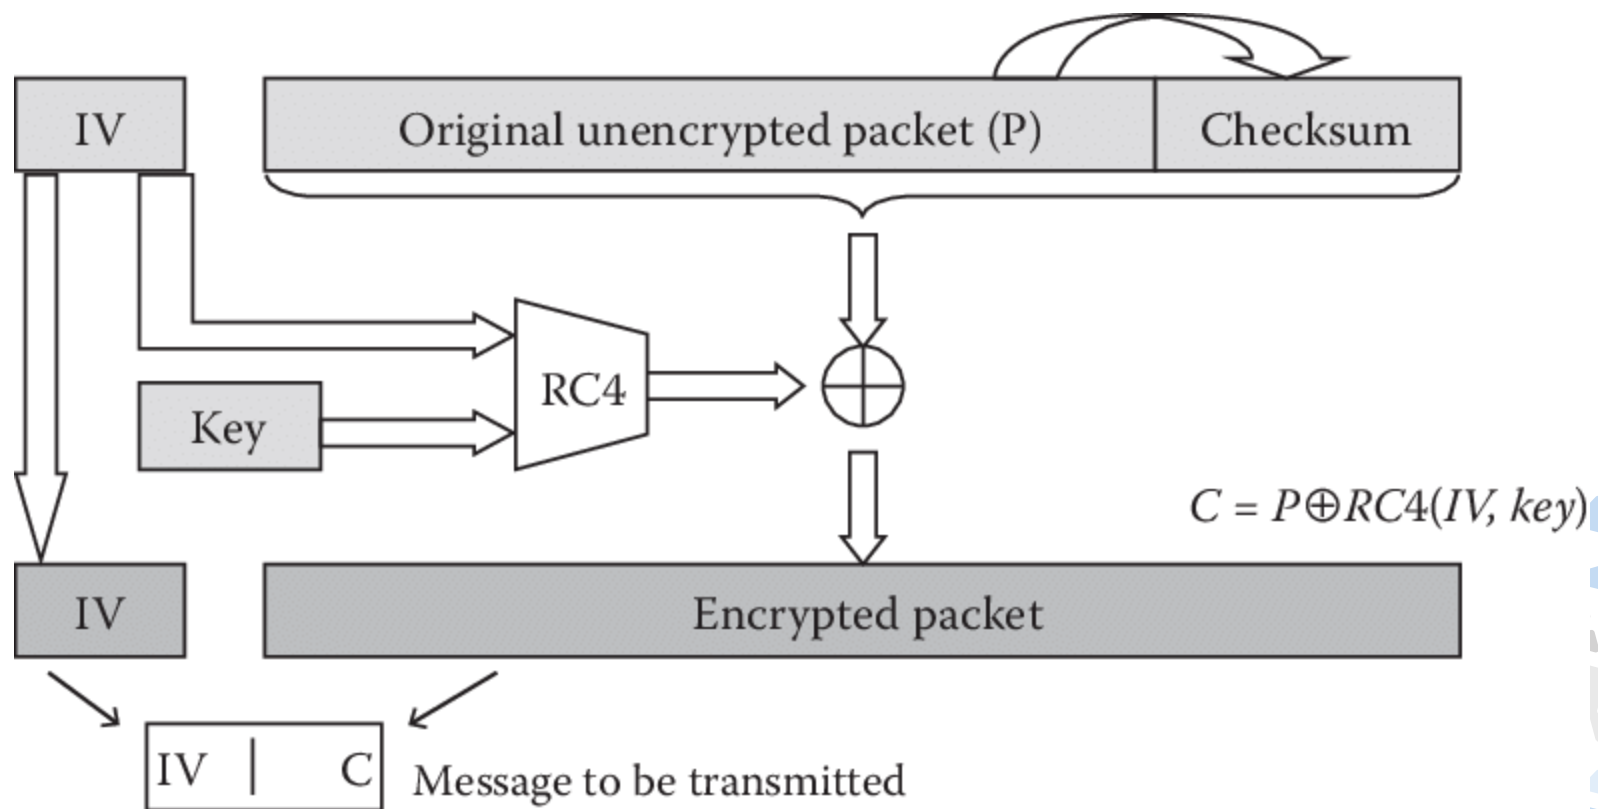 IV
Original unencrypted packet (P)
Checksum
RC4
Key
C = P⊕RC4(IV, key)
IV
Encrypted packet
IV | C
Message to be transmitted